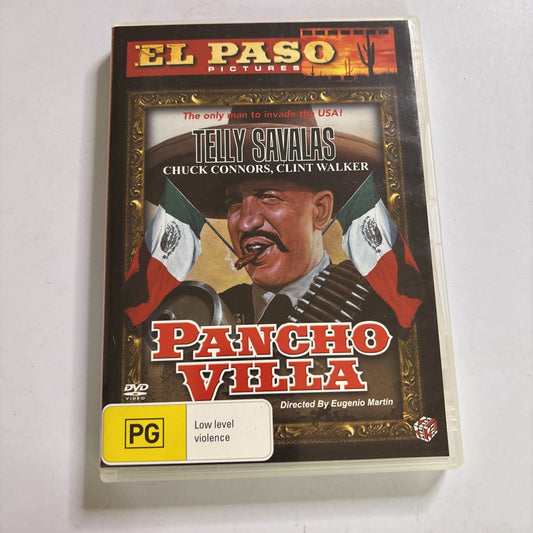 EL PASO
PICTURES
The only man to invade the USA!
TELLY SAVALAS
CHUCK CONNORS, CLINT WALKER
PANCHO
VILLA
Directed By Eugenio Martin
DVD
VIDEO
PG
Low level
violence